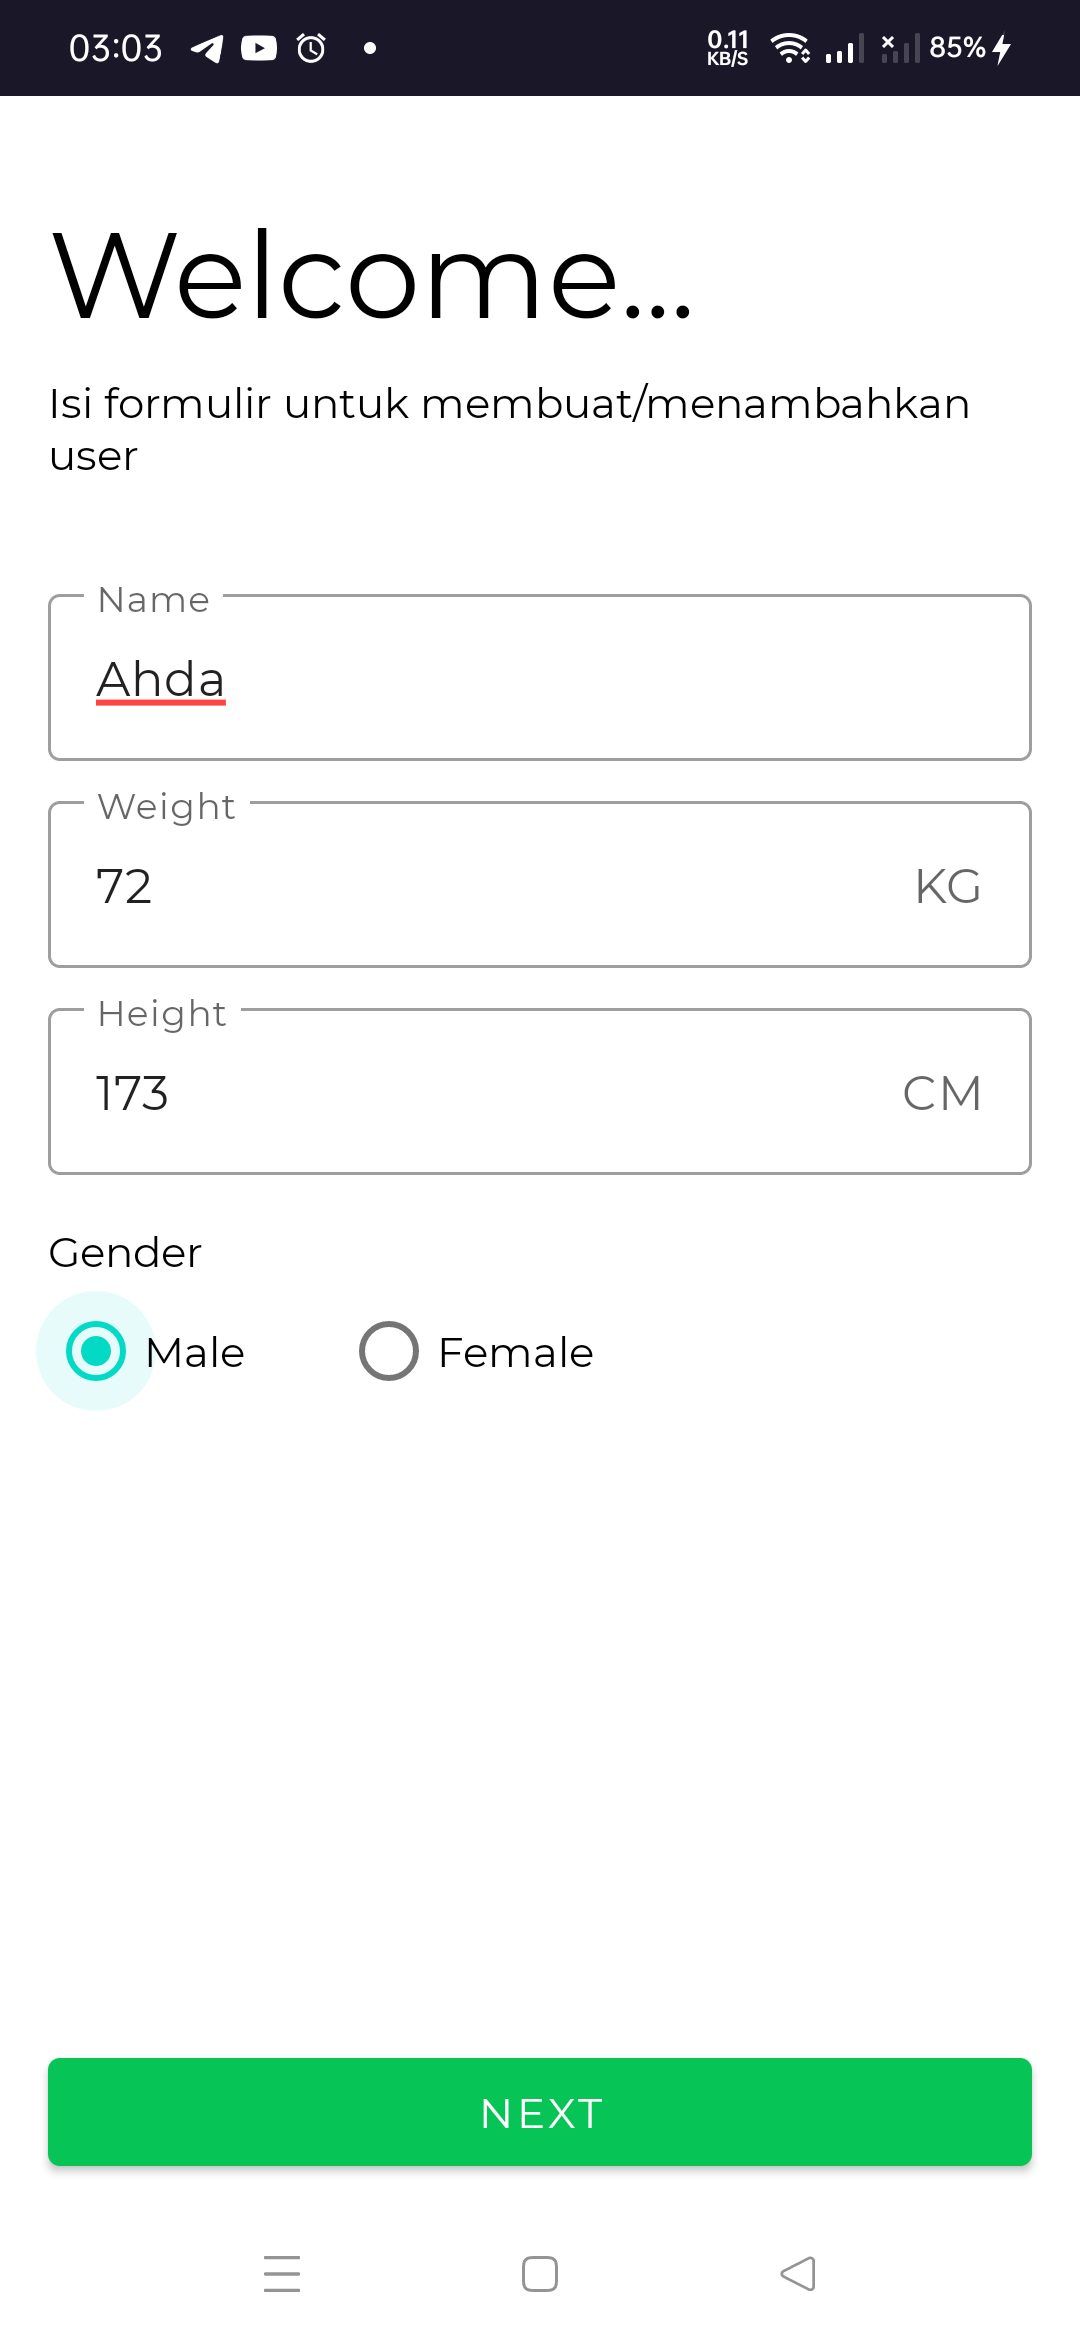 03:03 0.11 KB/S 85%
Welcome...
Isi formulir untuk membuat/menambahkan
user
Name
Ahda
Weight
72 KG
Height
173 CM
Gender
Male Female
NEXT